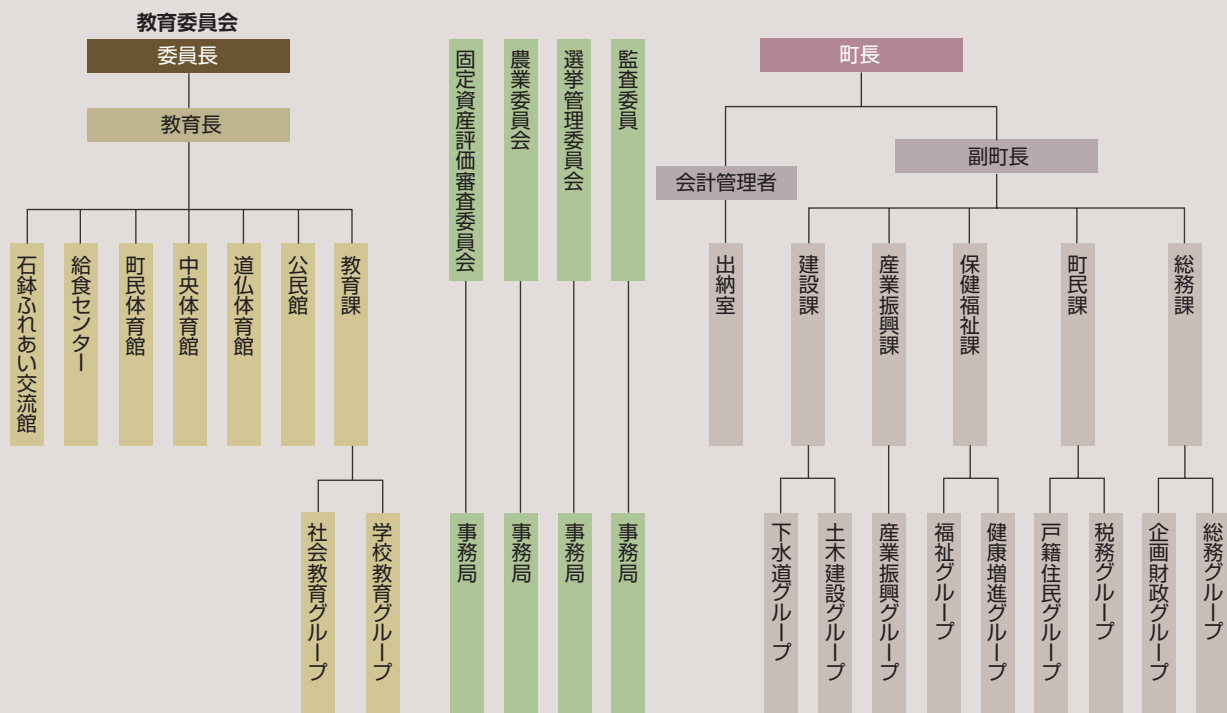 教育委員会
委員長
教育長
石鉢ふれあい交流館
給食センター
町民体育館
中央体育館
道仏体育館
公民館
教育課
社会教育グループ
学校教育グループ
固定資産評価審査委員会
農業委員会
選挙管理委員会
監査委員
事務局
事務局
事務局
事務局
町長
会計管理者
副町長
出納室
建設課
産業振興課
保健福祉課
町民課
総務課
下水道グループ
土木建設グループ
産業振興グループ
福祉グループ
健康増進グループ
戸籍住民グループ
税務グループ
企画財政グループ
総務グループ